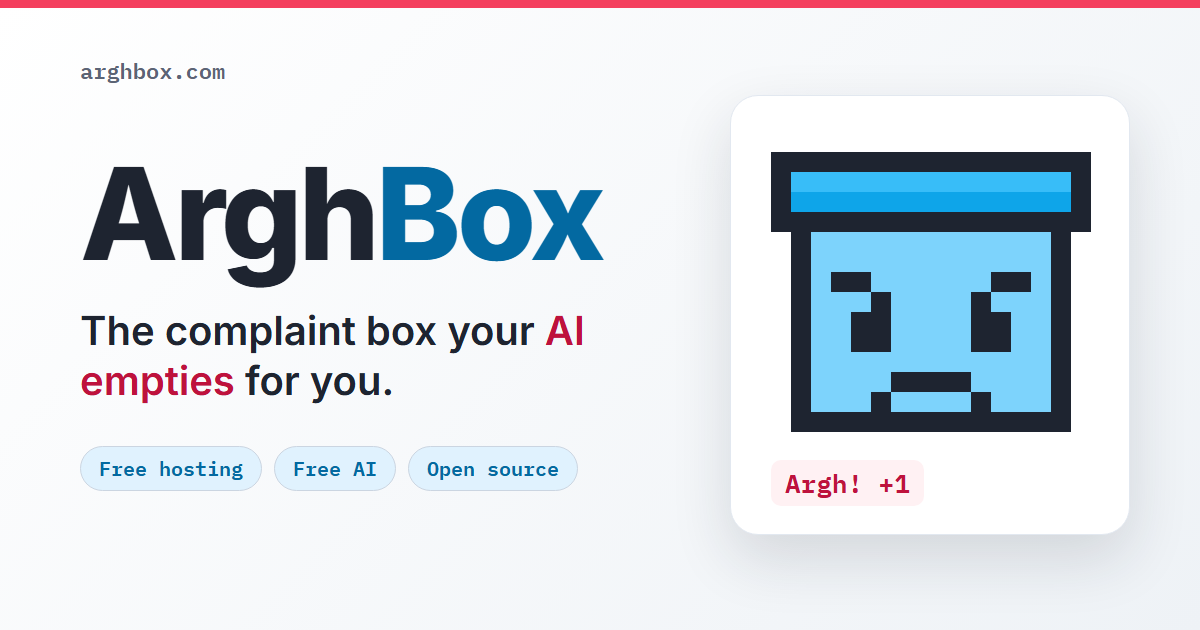 arghbox.com
ArghBox
The complaint box your AI
empties for you.
Free hosting
Free AI
Open source
Argh! +1